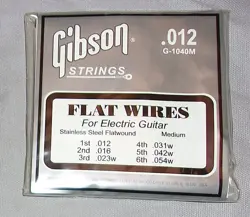 Gibson .012
G-1040M
STRINGS
FLAT WIRES
For Electric Guitar
Stainless Steel Flatwound Medium
1st .012 4th .031w
2nd .016 5th .042w
3rd .023w 6th .054w